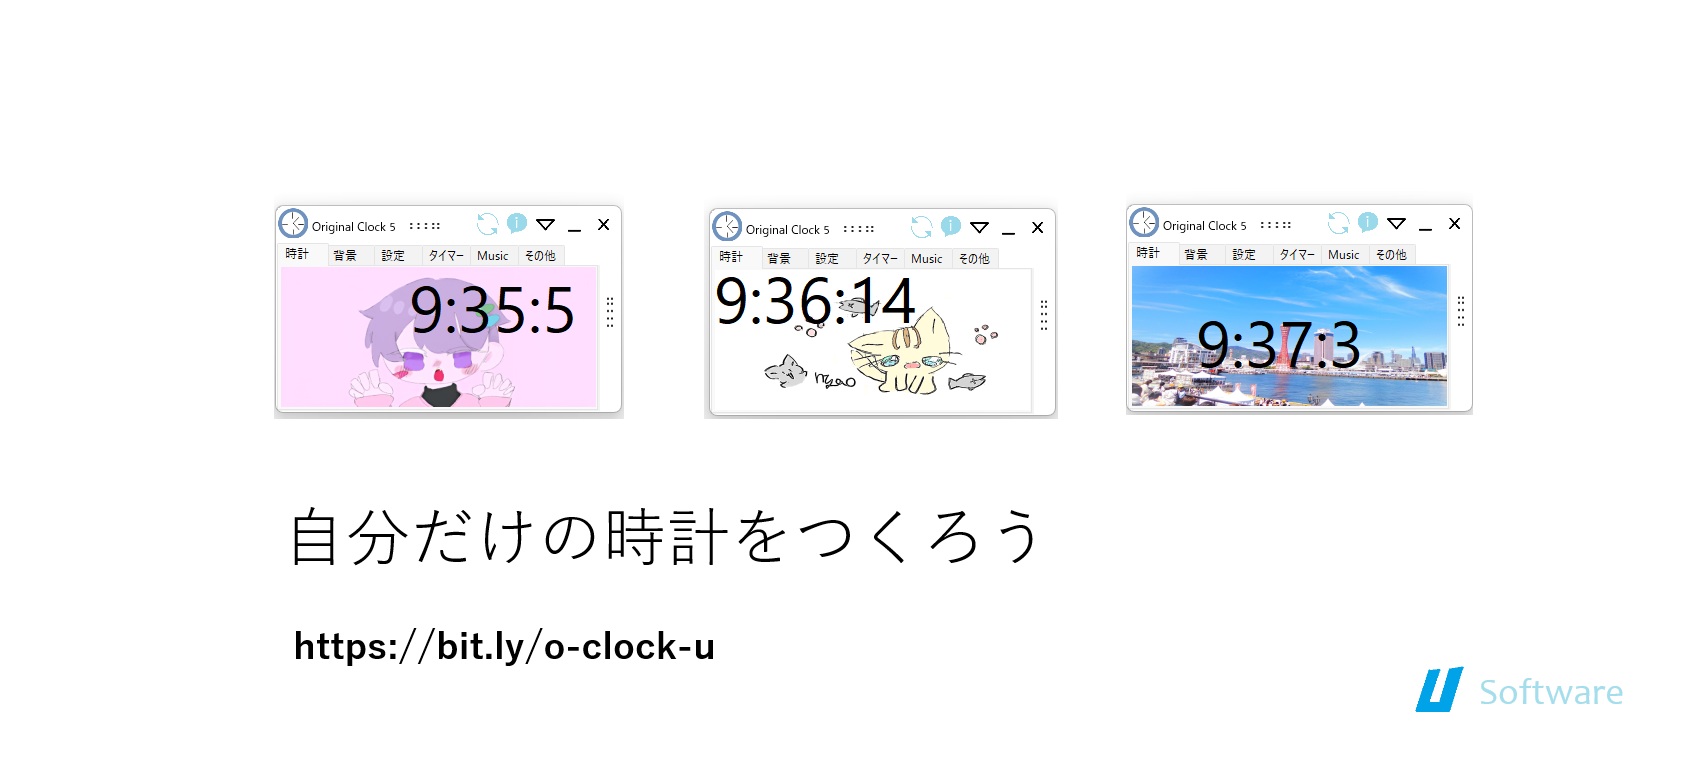 Original Clock 5
時計 背景 設定 タイマー Music その他
9:35:5
Original Clock 5
時計 背景 設定 タイマー Music その他
9:36:14
nyao
Original Clock 5
時計 背景 設定 タイマー Music その他
9:37:3
自分だけの時計をつくろう
https://bit.ly/o-clock-u
U Software